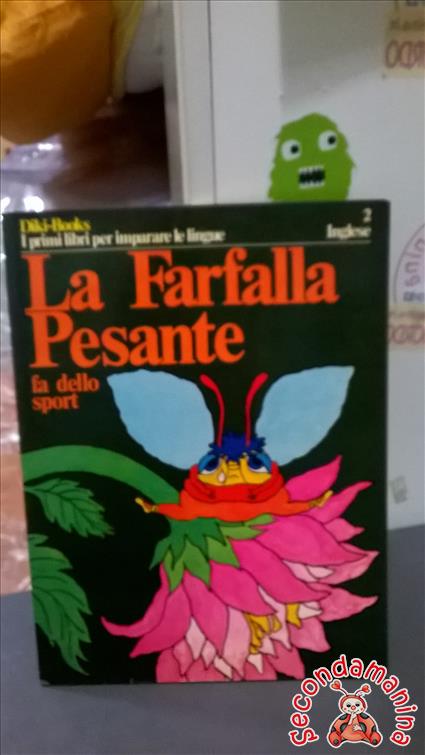 Diki-Books
I primi libri per imparare le lingue
2
Inglese
La Farfalla
Pesante
fa dello
sport
secondamanina